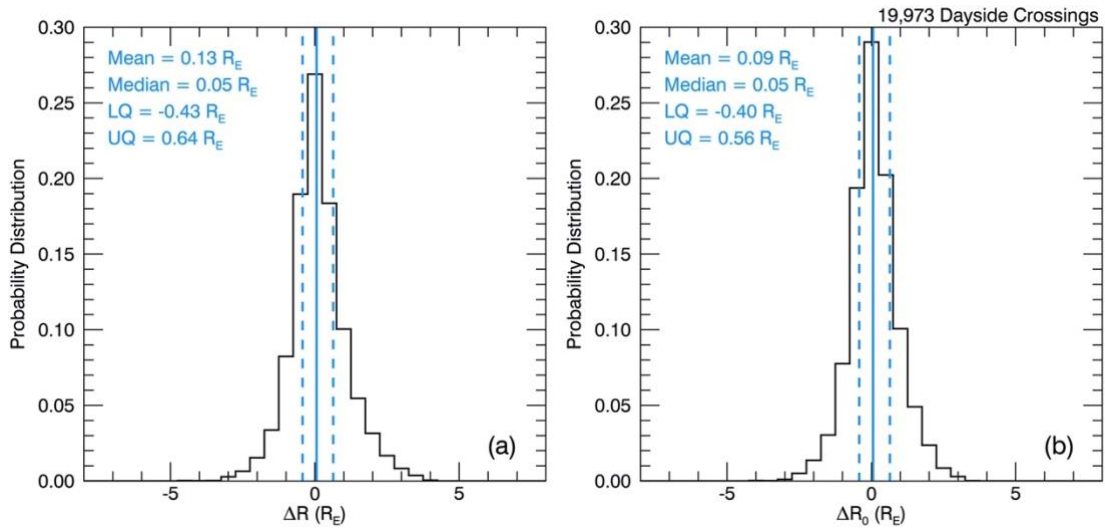 19,973 Dayside Crossings
Probability Distribution
0.30
0.25
0.20
0.15
0.10
0.05
0.00
Mean = 0.13 R_E
Median = 0.05 R_E
LQ = -0.43 R_E
UQ = 0.64 R_E
(a)
-5 0 5
ΔR (R_E)
Probability Distribution
0.30
0.25
0.20
0.15
0.10
0.05
0.00
Mean = 0.09 R_E
Median = 0.05 R_E
LQ = -0.40 R_E
UQ = 0.56 R_E
(b)
-5 0 5
ΔR_0 (R_E)